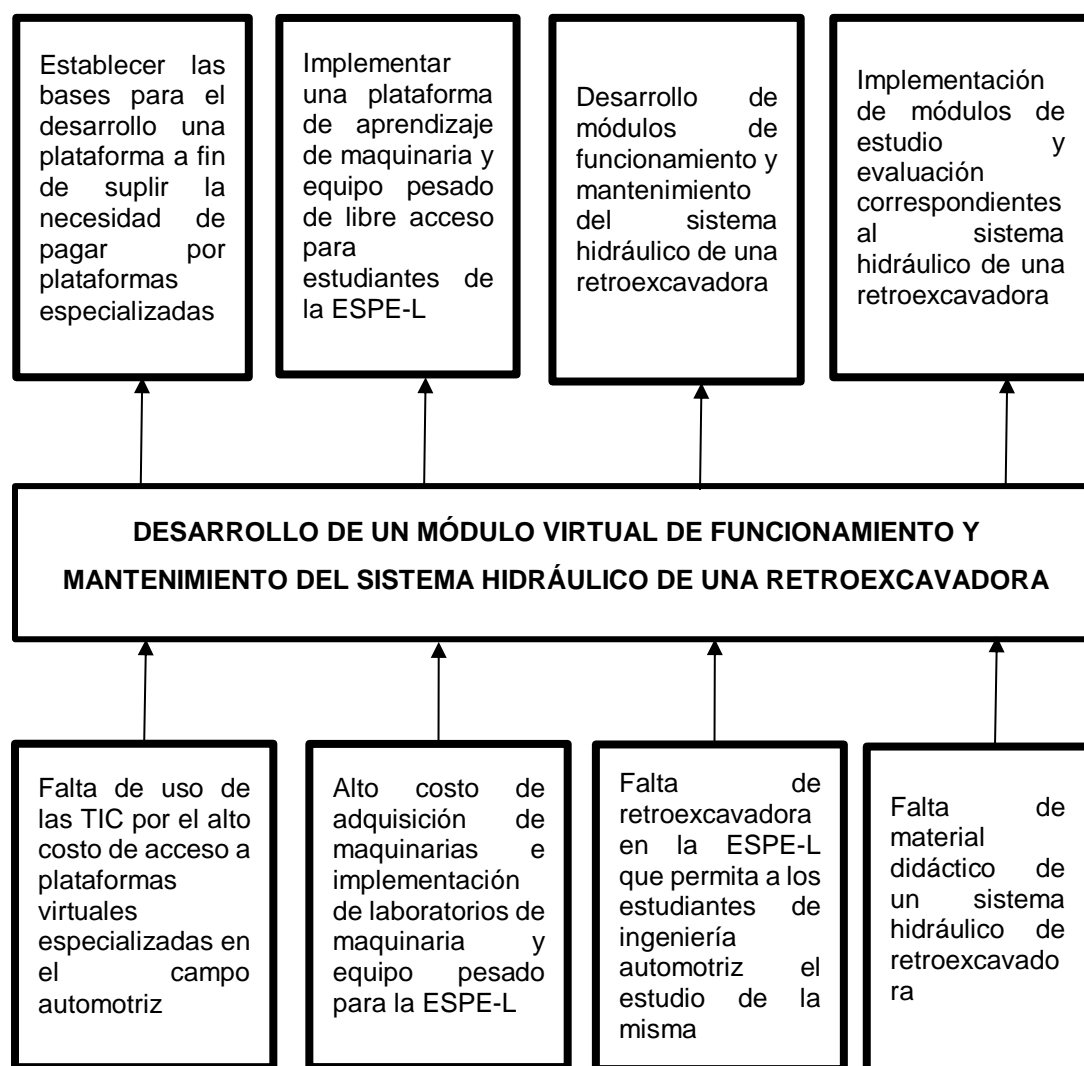 Establecer las
bases para el
desarrollo una
plataforma a fin
de suplir la
necesidad de
pagar por
plataformas
especializadas
Implementar
una plataforma
de aprendizaje
de maquinaria y
equipo pesado
de libre acceso
para
estudiantes de
la ESPE-L
Desarrollo de
módulos de
funcionamiento y
mantenimiento
del sistema
hidráulico de una
retroexcavadora
Implementación
de módulos de
estudio y
evaluación
correspondientes
al sistema
hidráulico de una
retroexcavadora
DESARROLLO DE UN MÓDULO VIRTUAL DE FUNCIONAMIENTO Y
MANTENIMIENTO DEL SISTEMA HIDRÁULICO DE UNA RETROEXCAVADORA
Falta de uso de
las TIC por el alto
costo de acceso a
plataformas
virtuales
especializadas en
el campo
automotriz
Alto costo de
adquisición de
maquinarias e
implementación
de laboratorios de
maquinaria y
equipo pesado
para la ESPE-L
Falta de
retroexcavadora
en la ESPE-L
que permita a los
estudiantes de
ingeniería
automotriz el
estudio de la
misma
Falta de
material
didáctico de
un sistema
hidráulico de
retroexcavado
ra